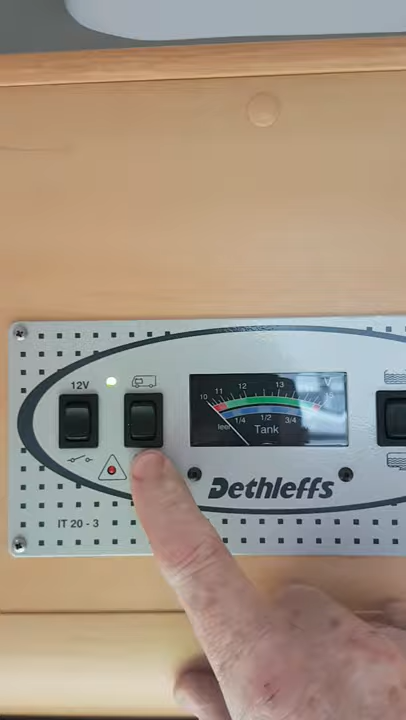 12V
10 11 12 13 V
leer 1/4 1/2 3/4
Tank
Dethleffs
IT 20 - 3